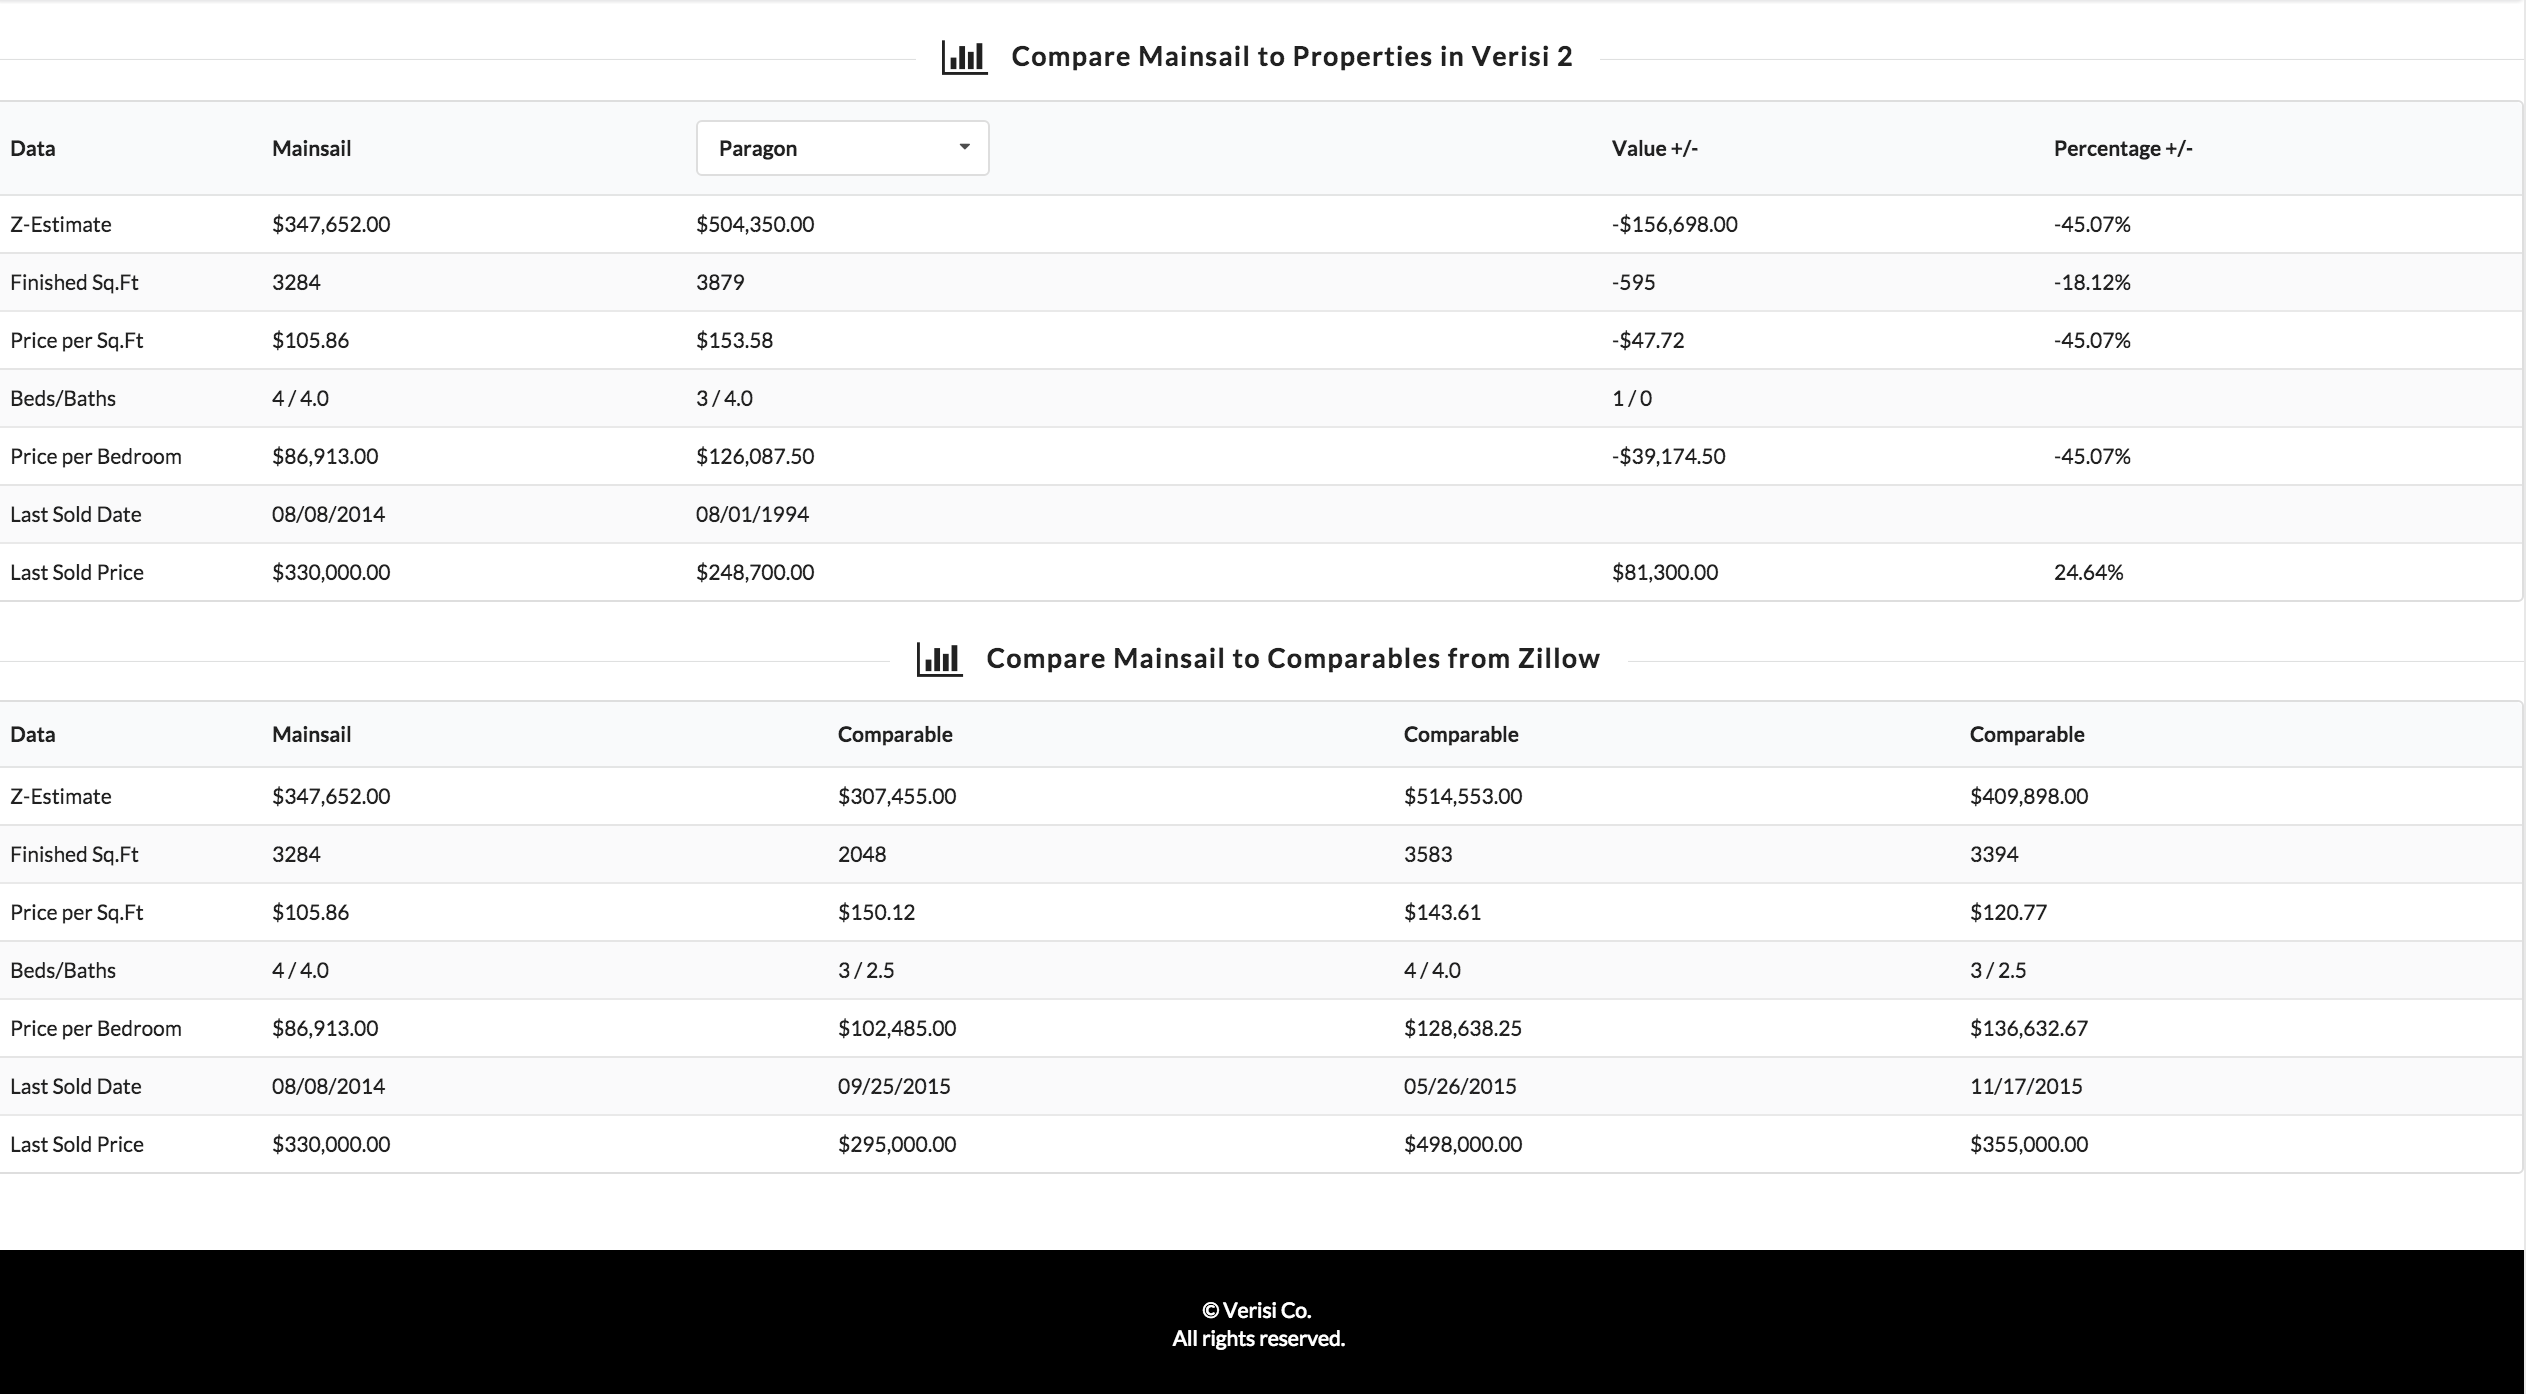 Compare Mainsail to Properties in Verisi 2
Data Mainsail Paragon Value +/- Percentage +/-
Z-Estimate $347,652.00 $504,350.00 -$156,698.00 -45.07%
Finished Sq.Ft 3284 3879 -595 -18.12%
Price per Sq.Ft $105.86 $153.58 -$47.72 -45.07%
Beds/Baths 4 / 4.0 3 / 4.0 1 / 0
Price per Bedroom $86,913.00 $126,087.50 -$39,174.50 -45.07%
Last Sold Date 08/08/2014 08/01/1994
Last Sold Price $330,000.00 $248,700.00 $81,300.00 24.64%
Compare Mainsail to Comparables from Zillow
Data Mainsail Comparable Comparable Comparable
Z-Estimate $347,652.00 $307,455.00 $514,553.00 $409,898.00
Finished Sq.Ft 3284 2048 3583 3394
Price per Sq.Ft $105.86 $150.12 $143.61 $120.77
Beds/Baths 4 / 4.0 3 / 2.5 4 / 4.0 3 / 2.5
Price per Bedroom $86,913.00 $102,485.00 $128,638.25 $136,632.67
Last Sold Date 08/08/2014 09/25/2015 05/26/2015 11/17/2015
Last Sold Price $330,000.00 $295,000.00 $498,000.00 $355,000.00
© Verisi Co.
All rights reserved.